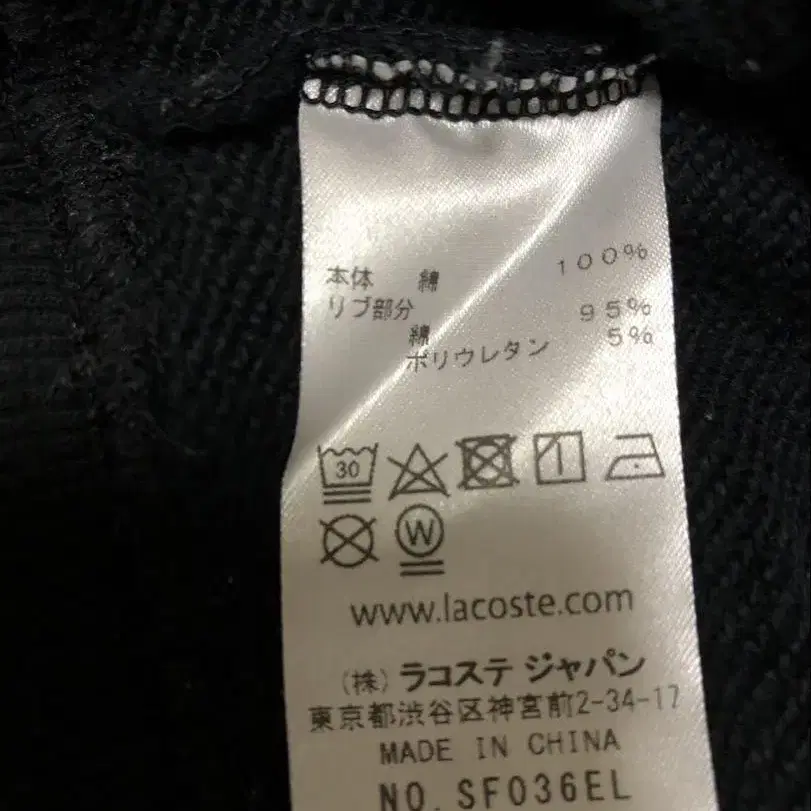 本体 綿 100%
リブ部分
綿 95%
ポリウレタン 5%
30
W
www.lacoste.com
(株) ラコステ ジャパン
東京都渋谷区神宮前2-34-17
MADE IN CHINA
NO. SF036EL